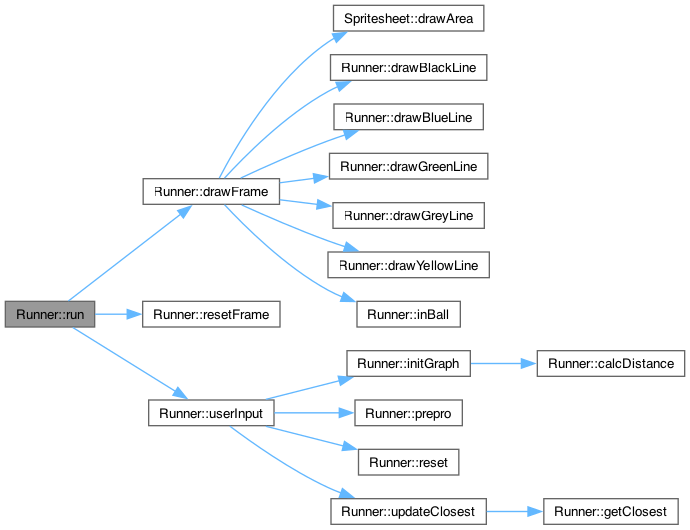 Spritesheet::drawArea
Runner::drawBlackLine
Runner::drawBlueLine
Runner::drawGreenLine
Runner::drawFrame
Runner::drawGreyLine
Runner::drawYellowLine
Runner::run
Runner::resetFrame
Runner::inBall
Runner::initGraph
Runner::calcDistance
Runner::userInput
Runner::prepro
Runner::reset
Runner::updateClosest
Runner::getClosest